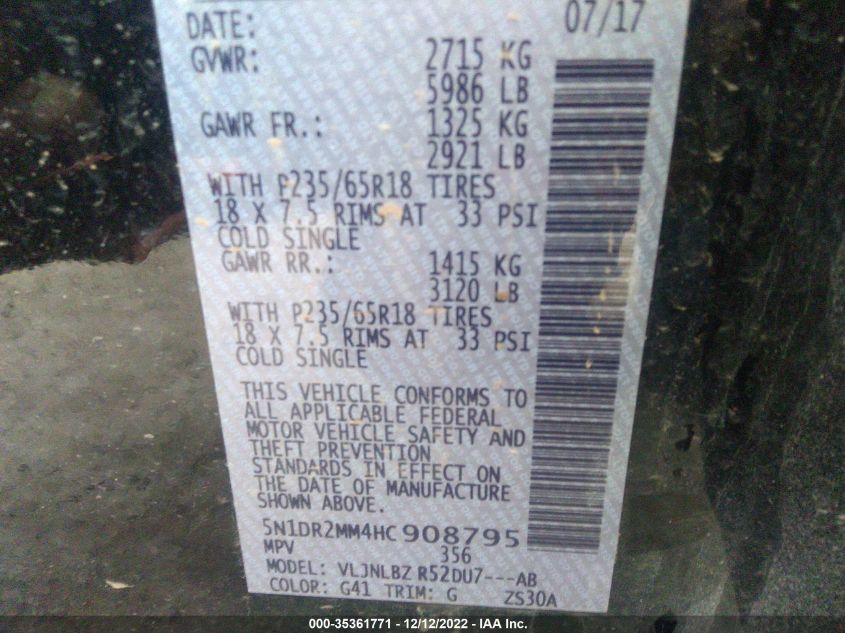 DATE: 07/17
GVWR: 2715 KG
5986 LB
GAWR FR.: 1325 KG
2921 LB
WITH P235/65R18 TIRES
18 X 7.5 RIMS AT 33 PSI
COLD SINGLE
GAWR RR.: 1415 KG
3120 LB
WITH P235/65R18 TIRES
18 X 7.5 RIMS AT 33 PSI
COLD SINGLE
THIS VEHICLE CONFORMS TO
ALL APPLICABLE FEDERAL
MOTOR VEHICLE SAFETY AND
THEFT PREVENTION
STANDARDS IN EFFECT ON
THE DATE OF MANUFACTURE
SHOWN ABOVE.
5N1DR2MM4HC908795
MPV 356
MODEL: VLJNLBZ R52DU7---AB
COLOR: G41 TRIM: G ZS30A
000-35361771 - 12/12/2022 - IAA Inc.